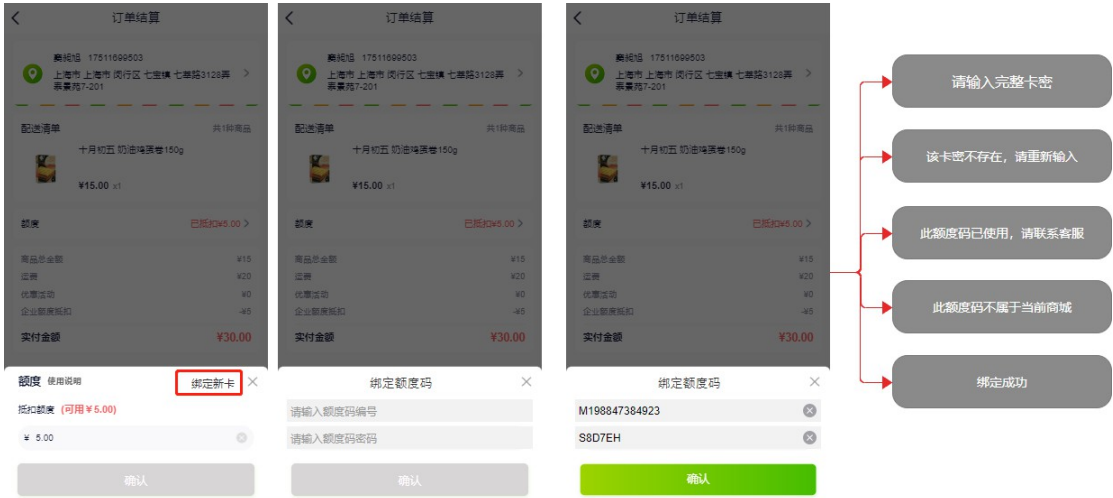 订单结算
17511699503
上海市 上海市 闵行区 七宝镇 七莘路3128弄
7-201
配送清单
共1种商品
十月初五 奶油鸡蛋卷150g
¥15.00 x1
额度
已抵扣¥5.00
商品总金额
¥15
运费
¥20
优惠活动
¥0
企业额度抵扣
-¥5
实付金额
¥30.00
额度 使用说明
绑定新卡
抵扣额度 (可用¥5.00)
¥ 5.00
确认
订单结算
17511699503
上海市 上海市 闵行区 七宝镇 七莘路3128弄
7-201
配送清单
共1种商品
十月初五 奶油鸡蛋卷150g
¥15.00 x1
额度
已抵扣¥5.00
商品总金额
¥15
运费
¥20
优惠活动
¥0
企业额度抵扣
-¥5
实付金额
¥30.00
绑定额度码
请输入额度码编号
请输入额度码密码
确认
订单结算
17511699503
上海市 上海市 闵行区 七宝镇 七莘路3128弄
7-201
配送清单
共1种商品
十月初五 奶油鸡蛋卷150g
¥15.00 x1
额度
已抵扣¥5.00
商品总金额
¥15
运费
¥20
优惠活动
¥0
企业额度抵扣
-¥5
实付金额
¥30.00
绑定额度码
M198847384923
S8D7EH
确认
请输入完整卡密
该卡密不存在，请重新输入
此额度码已使用，请联系客服
此额度码不属于当前商城
绑定成功